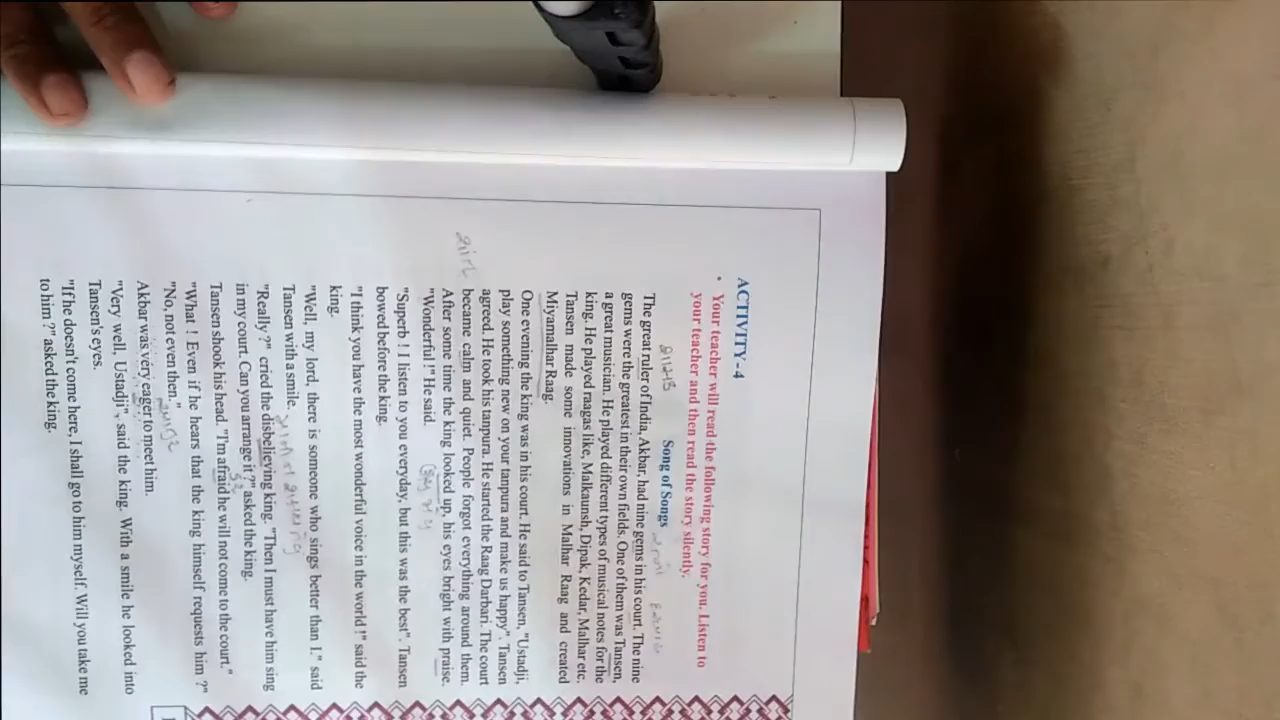 ACTIVITY-4
• Your teacher will read the following story for you. Listen to
your teacher and then read the story silently.
Song of Songs
The great ruler of India, Akbar, had nine gems in his court. The nine
gems were the greatest in their own fields. One of them was Tansen,
a great musician. He played different types of musical notes for the
king. He played raagas like, Malkaunsh, Dipak, Kedar, Malhar etc.
Tansen made some innovations in Malhar Raag and created
Miyamalhar Raag.
One evening the king was in his court. He said to Tansen, "Ustadji,
play something new on your tanpura and make us happy". Tansen
agreed. He took his tanpura. He started the Raag Darbari. The court
became calm and quiet. People forgot everything around them.
After some time the king looked up, his eyes bright with praise.
"Wonderful !" He said.
"Superb ! I listen to you everyday, but this was the best". Tansen
bowed before the king.
"I think you have the most wonderful voice in the world !" said the
king.
"Well, my lord, there is someone who sings better than I." said
Tansen with a smile.
"Really ?" cried the disbelieving king. "Then I must have him sing
in my court. Can you arrange it ?" asked the king.
Tansen shook his head. "I'm afraid he will not come to the court."
"What ! Even if he hears that the king himself requests him ?"
"No, not even then."
Akbar was very eager to meet him.
"Very well, Ustadji", said the king. With a smile he looked into
Tansen's eyes.
"If he doesn't come here, I shall go to him myself. Will you take me
to him ?" asked the king.